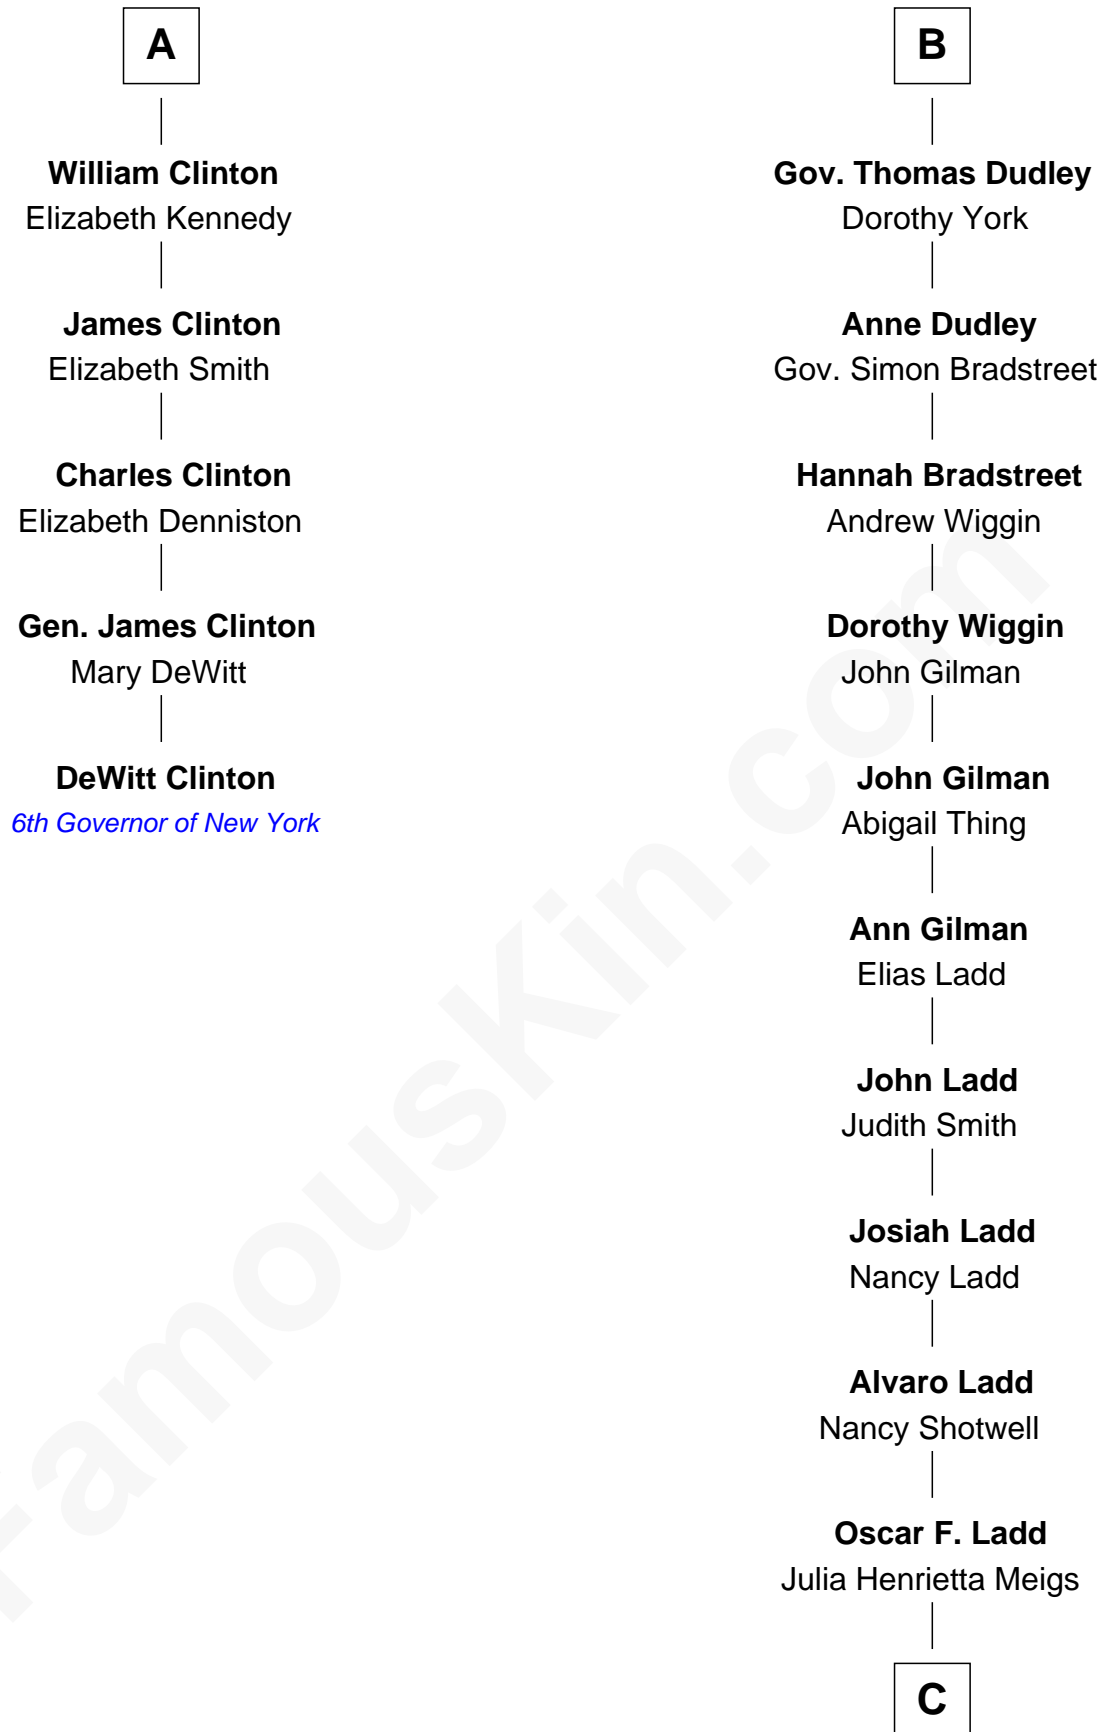 A
William Clinton
Elizabeth Kennedy
James Clinton
Elizabeth Smith
Charles Clinton
Elizabeth Denniston
Gen. James Clinton
Mary DeWitt
DeWitt Clinton
6th Governor of New York
B
Gov. Thomas Dudley
Dorothy York
Anne Dudley
Gov. Simon Bradstreet
Hannah Bradstreet
Andrew Wiggin
Dorothy Wiggin
John Gilman
John Gilman
Abigail Thing
Ann Gilman
Elias Ladd
John Ladd
Judith Smith
Josiah Ladd
Nancy Ladd
Alvaro Ladd
Nancy Shotwell
Oscar F. Ladd
Julia Henrietta Meigs
C
FamousKin.com